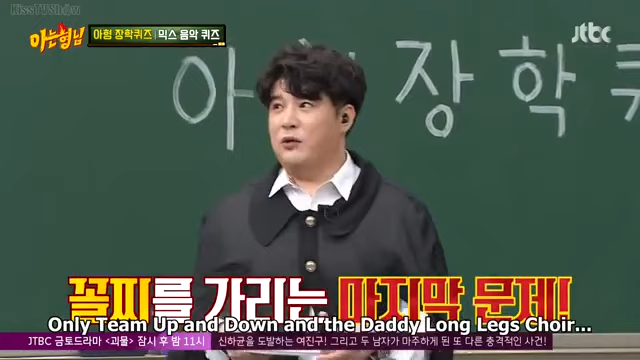 KissTVShow
아는형님
아형 장학퀴즈 | 믹스 음악 퀴즈
jtbc
아 장 학 퀴
꼴찌를 가리는 마지막 문제!
Only Team Up and Down and the Daddy Long Legs Choir...
JTBC 금토드라마 <괴물> 잠시 후 밤 11시
신하균을 도발하는 여진구! 그리고 두 남자가 마주하게 된 또 다른 충격적인 사건!